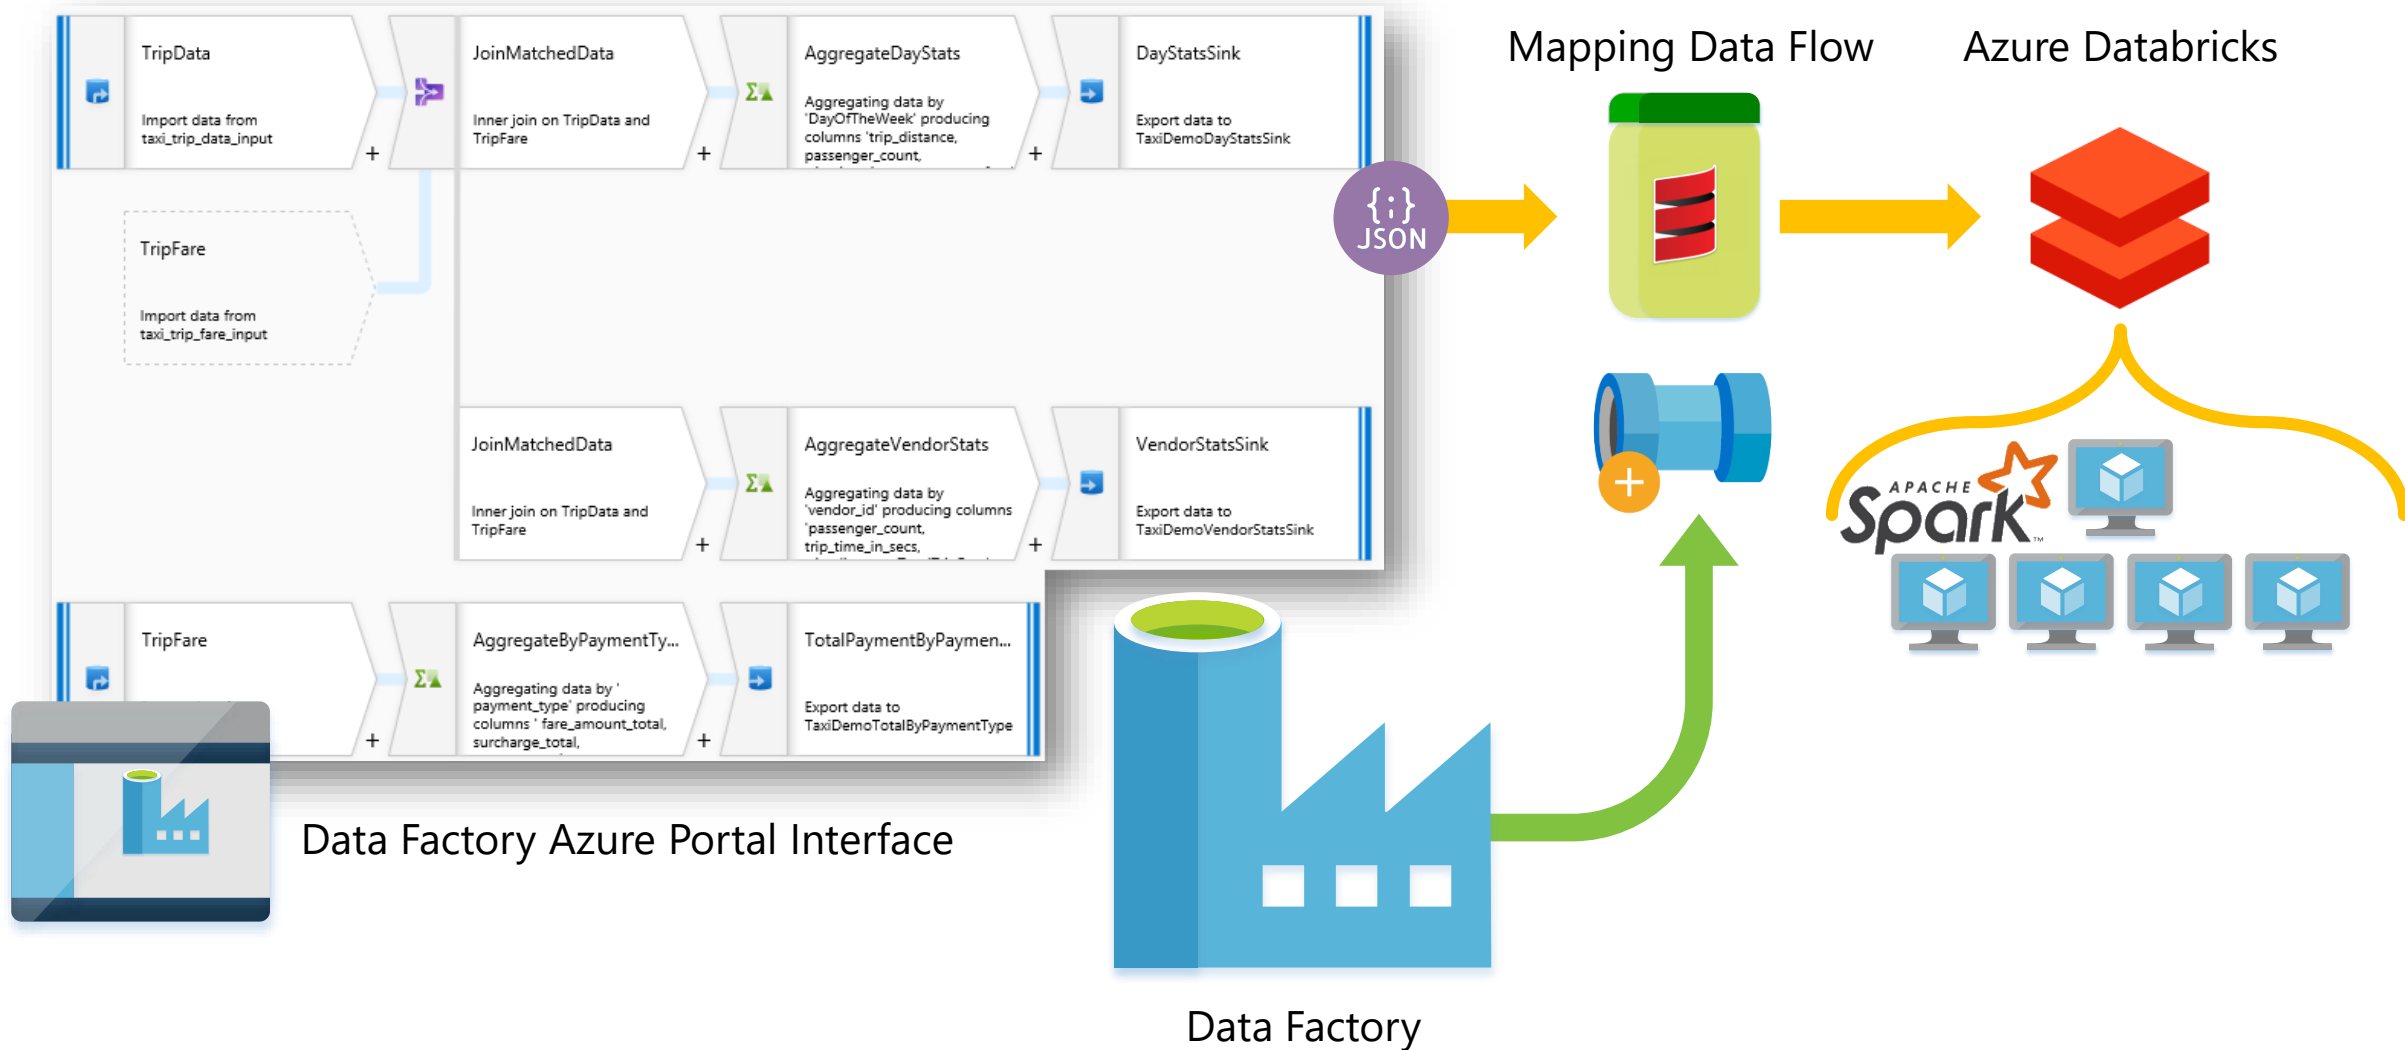 TripData
Import data from
taxi_trip_data_input
+
JoinMatchedData
Inner join on TripData and
TripFare
+
AggregateDayStats
Aggregating data by
'DayOfTheWeek' producing
columns 'trip_distance,
passenger_count,
+
DayStatsSink
Export data to
TaxiDemoDayStatsSink
TripFare
Import data from
taxi_trip_fare_input
JoinMatchedData
Inner join on TripData and
TripFare
+
AggregateVendorStats
Aggregating data by
'vendor_id' producing columns
'passenger_count,
trip_time_in_secs,
+
VendorStatsSink
Export data to
TaxiDemoVendorStatsSink
TripFare
+
AggregateByPaymentTy...
Aggregating data by '
payment_type' producing
columns ' fare_amount_total,
surcharge_total,
+
TotalPaymentByPaymen...
Export data to
TaxiDemoTotalByPaymentType
Data Factory Azure Portal Interface
{;}
JSON
Mapping Data Flow
Azure Databricks
APACHE
Spark
TM
Data Factory